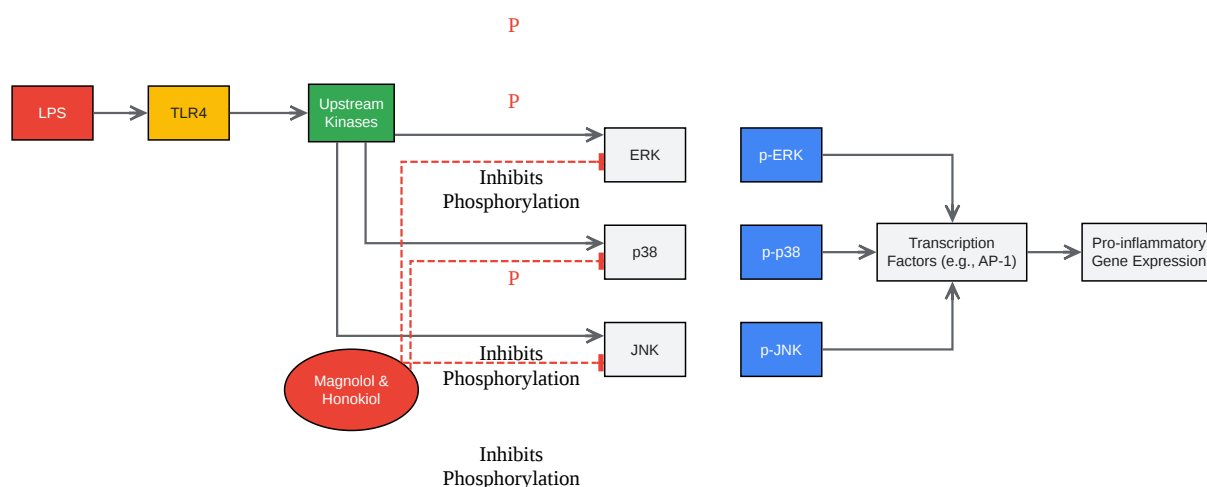 P
P
LPS
TLR4
Upstream
Kinases
ERK
p-ERK
Inhibits
Phosphorylation
p38
p-p38
Transcription
Factors (e.g., AP-1)
Pro-inflammatory
Gene Expression
P
JNK
p-JNK
Inhibits
Phosphorylation
Magnolol &
Honokiol
Inhibits
Phosphorylation